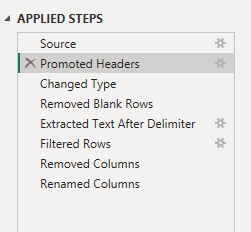 APPLIED STEPS
Source
Promoted Headers
Changed Type
Removed Blank Rows
Extracted Text After Delimiter
Filtered Rows
Removed Columns
Renamed Columns